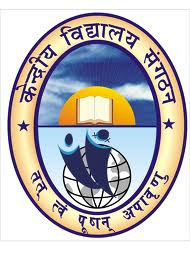 केन्द्रीय विद्यालय संगठन
तत् त्वं पूषन् अपावृणु